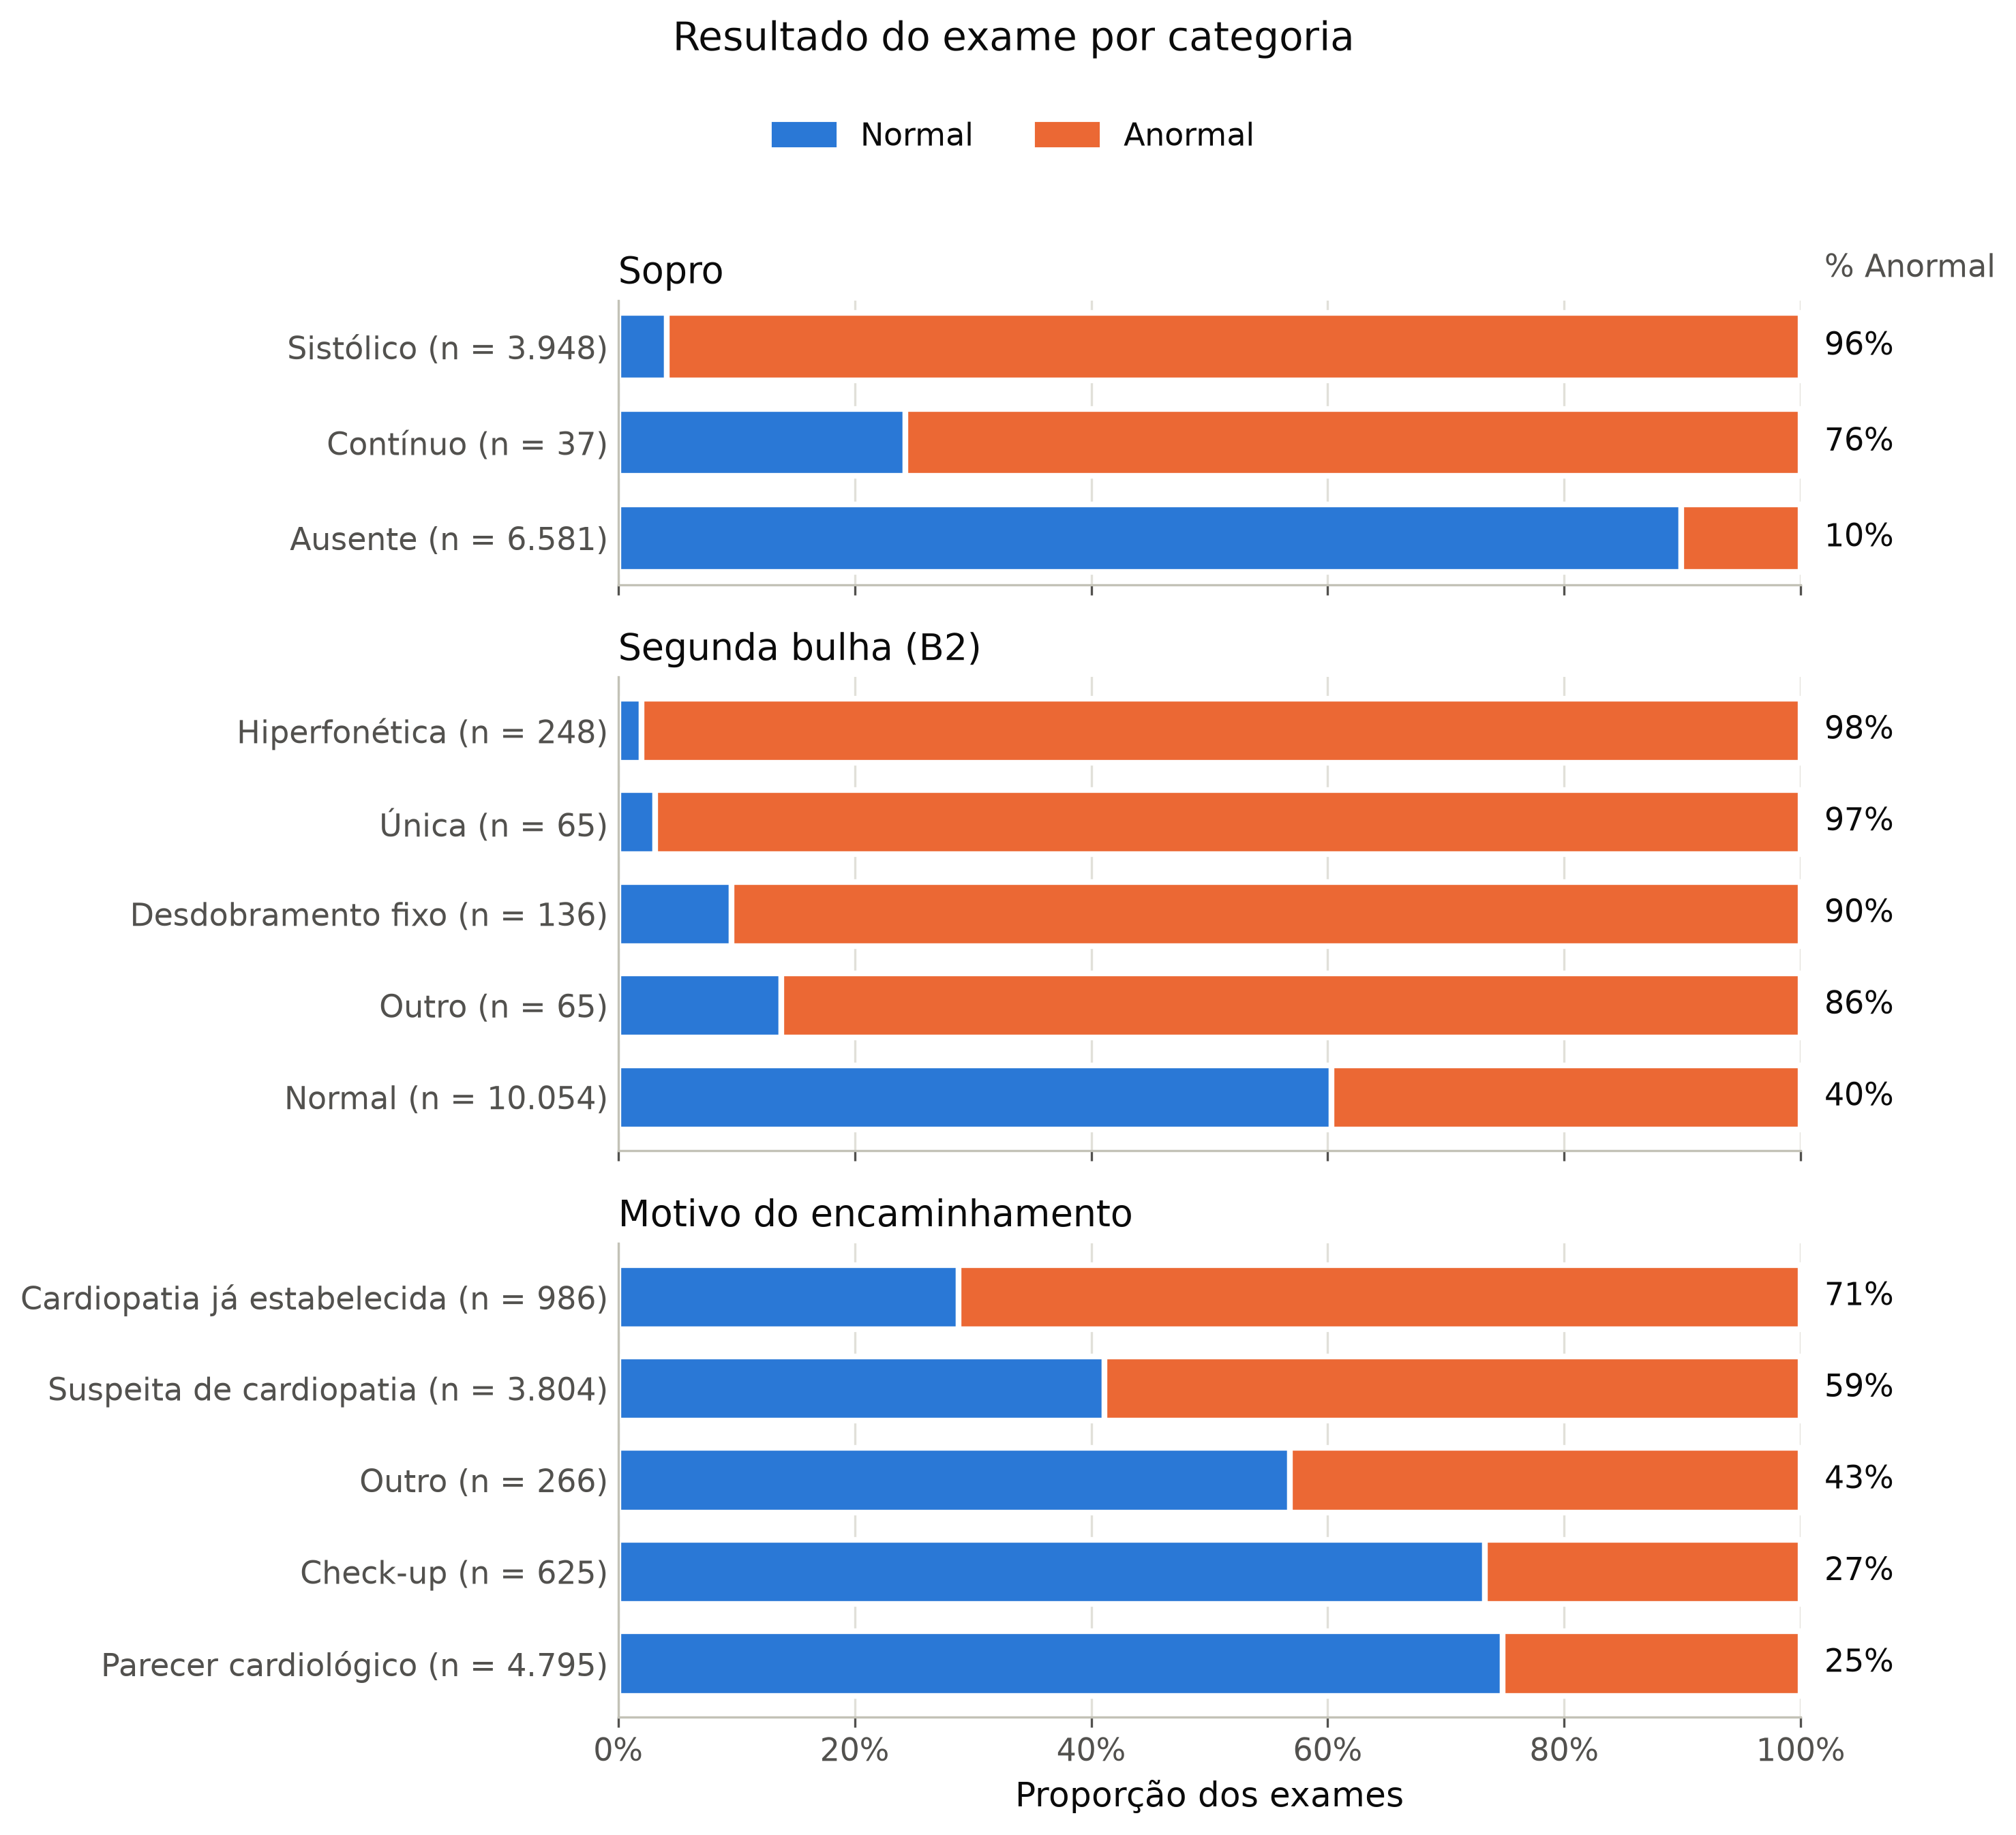 Resultado do exame por categoria
Normal Anormal
Sopro % Anormal
Sistólico (n = 3.948) 96%
Contínuo (n = 37) 76%
Ausente (n = 6.581) 10%
Segunda bulha (B2)
Hiperfonética (n = 248) 98%
Única (n = 65) 97%
Desdobramento fixo (n = 136) 90%
Outro (n = 65) 86%
Normal (n = 10.054) 40%
Motivo do encaminhamento
Cardiopatia já estabelecida (n = 986) 71%
Suspeita de cardiopatia (n = 3.804) 59%
Outro (n = 266) 43%
Check-up (n = 625) 27%
Parecer cardiológico (n = 4.795) 25%
0% 20% 40% 60% 80% 100%
Proporção dos exames